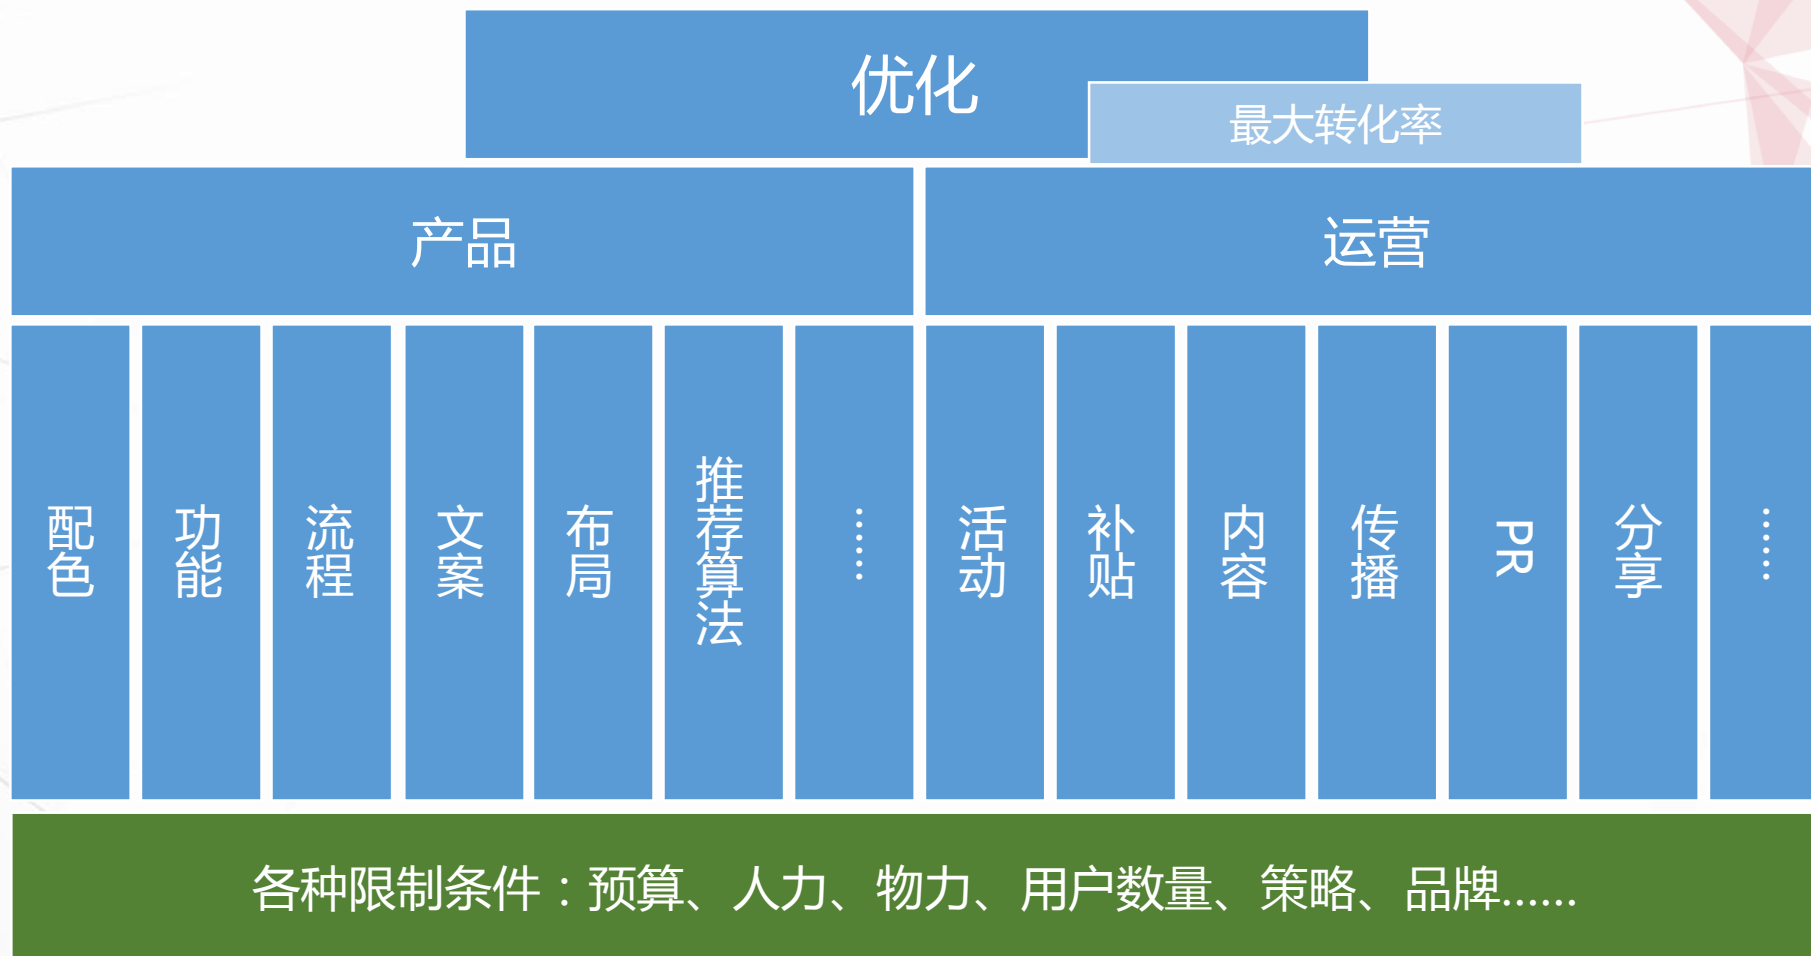 优化
最大转化率
产品
运营
配色
功能
流程
文案
布局
推荐算法
……
活动
补贴
内容
传播
PR
分享
……
各种限制条件：预算、人力、物力、用户数量、策略、品牌……